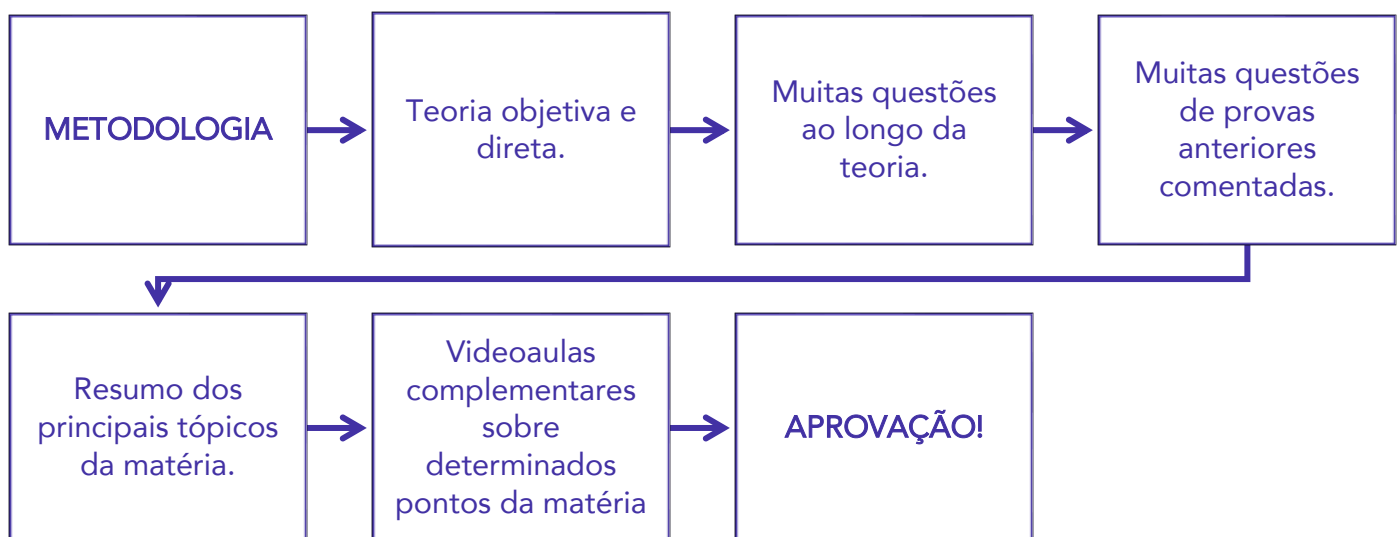 METODOLOGIA
Teoria objetiva e
direta.
Muitas questões
ao longo da
teoria.
Muitas questões
de provas
anteriores
comentadas.
Resumo dos
principais tópicos
da matéria.
Videoaulas
complementares
sobre
determinados
pontos da matéria
APROVAÇÃO!